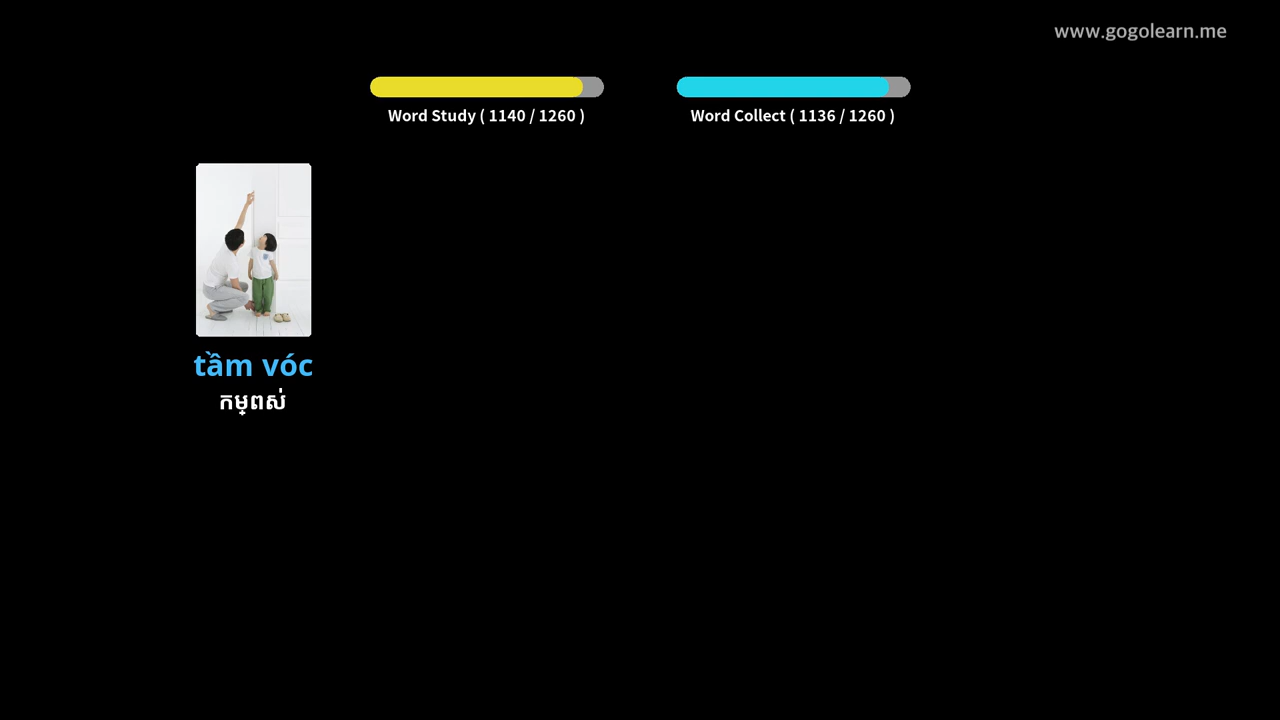 www.gogolearn.me
Word Study ( 1140 / 1260 )
Word Collect ( 1136 / 1260 )
tầm vóc
កម្ពស់